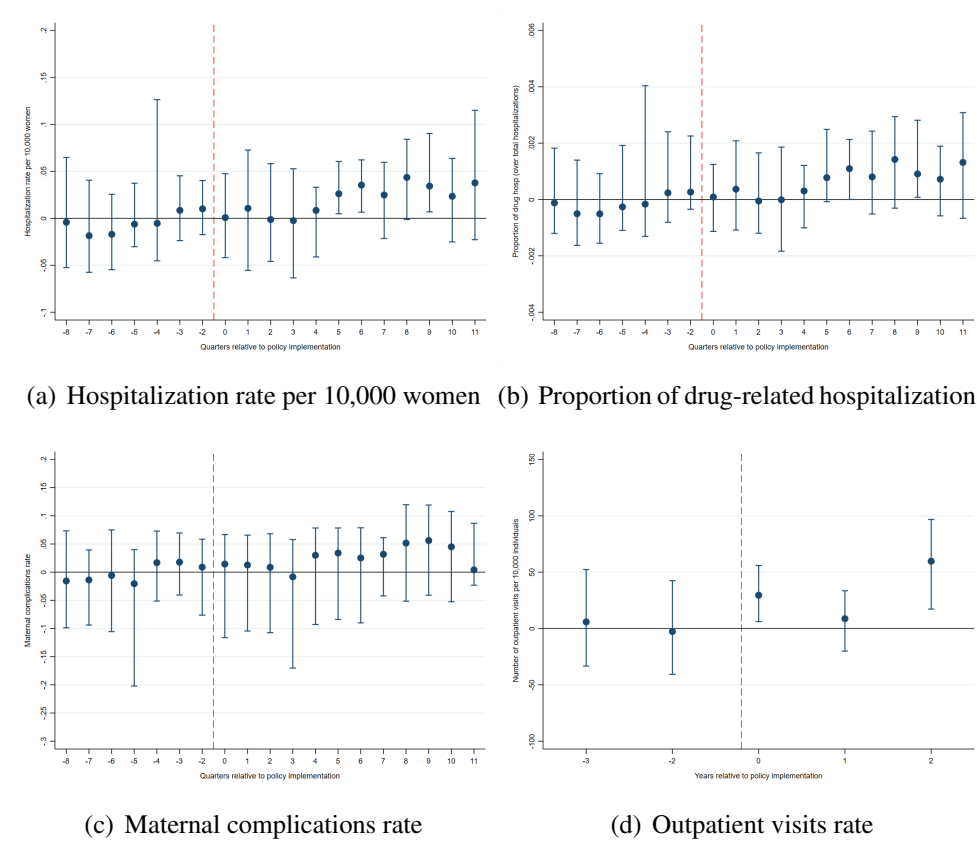 .2
.15
.1
.05
0
-.05
-.1
Hospitalization rate per 10,000 women
-8 -7 -6 -5 -4 -3 -2 0 1 2 3 4 5 6 7 8 9 10 11
Quarters relative to policy implementation
(a) Hospitalization rate per 10,000 women
.006
.004
.002
0
-.002
-.004
Proportion of drug hosp (over total hospitalizations)
-8 -7 -6 -5 -4 -3 -2 0 1 2 3 4 5 6 7 8 9 10 11
Quarters relative to policy implementation
(b) Proportion of drug-related hospitalization
.2
.15
.1
.05
0
-.05
-.1
-.15
-.2
-.25
-.3
Maternal complications rate
-8 -7 -6 -5 -4 -3 -2 0 1 2 3 4 5 6 7 8 9 10 11
Quarters relative to policy implementation
(c) Maternal complications rate
150
100
50
0
-50
-100
Number of outpatient visits per 10,000 individuals
-3 -2 0 1 2
Years relative to policy implementation
(d) Outpatient visits rate